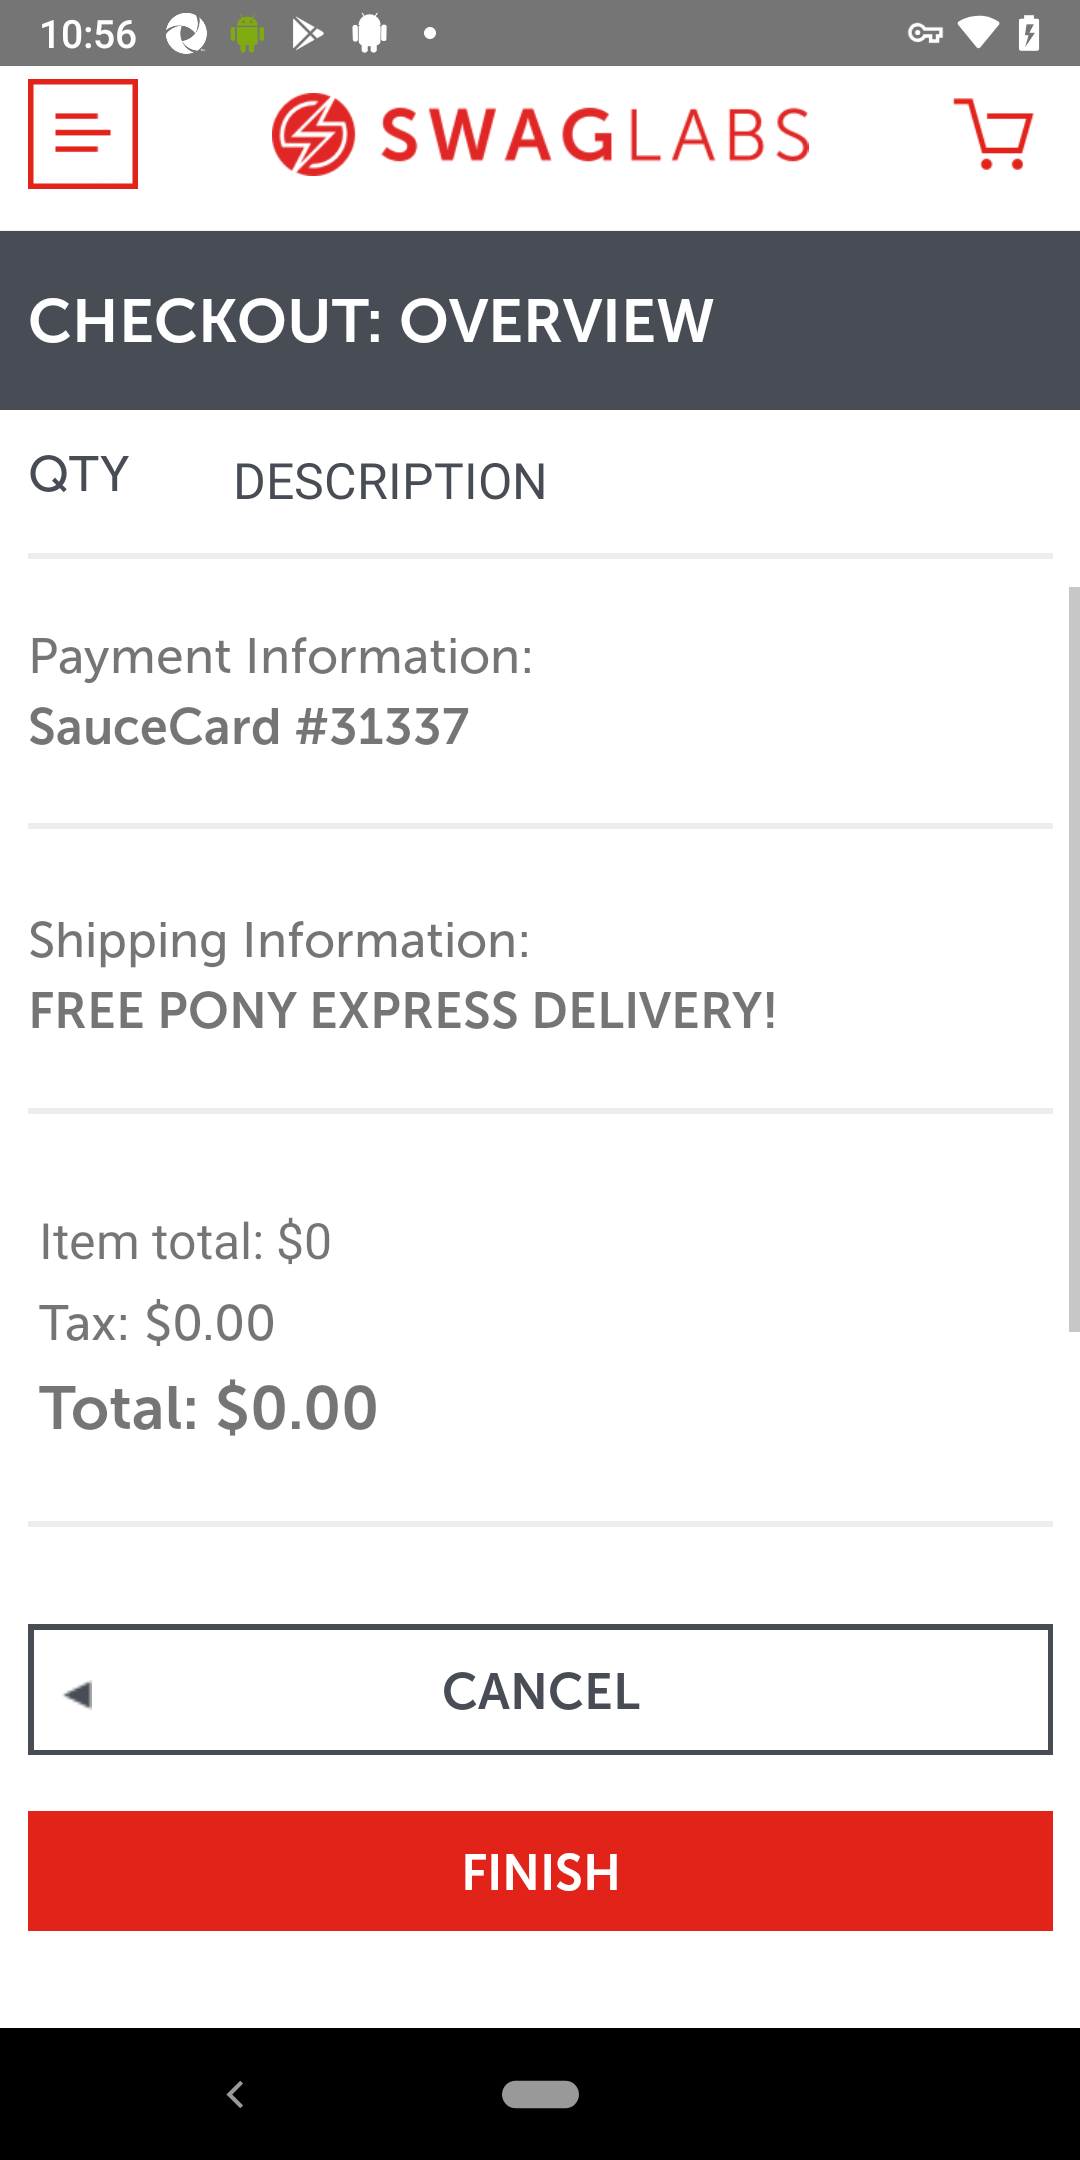 10:56
SWAGLABS
CHECKOUT: OVERVIEW
QTY DESCRIPTION
Payment Information:
SauceCard #31337
Shipping Information:
FREE PONY EXPRESS DELIVERY!
Item total: $0
Tax: $0.00
Total: $0.00
CANCEL
FINISH